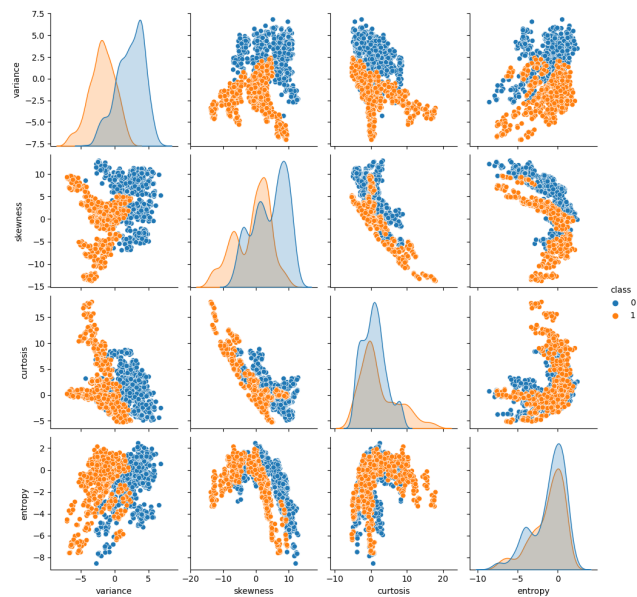 7.5
5.0
2.5
0.0
−2.5
−5.0
−7.5
variance
10
5
0
−5
−10
−15
skewness
class
0
1
15
10
5
0
−5
curtosis
2
0
−2
−4
−6
−8
entropy
−5 0 5
−20 −10 0 10
−10 0 10 20
−10 −5 0
variance
skewness
curtosis
entropy